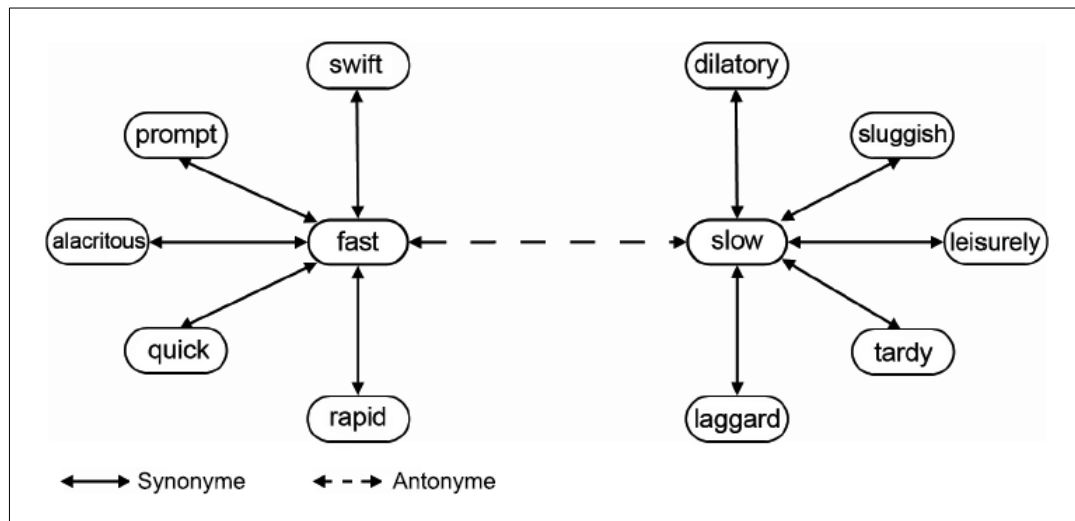 swift
dilatory
prompt
sluggish
alacritous
fast
slow
leisurely
quick
tardy
rapid
laggard
Synonyme
Antonyme